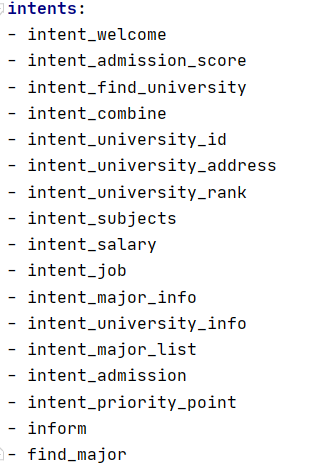 intents:
- intent_welcome
- intent_admission_score
- intent_find_university
- intent_combine
- intent_university_id
- intent_university_address
- intent_university_rank
- intent_subjects
- intent_salary
- intent_job
- intent_major_info
- intent_university_info
- intent_major_list
- intent_admission
- intent_priority_point
- inform
- find_major